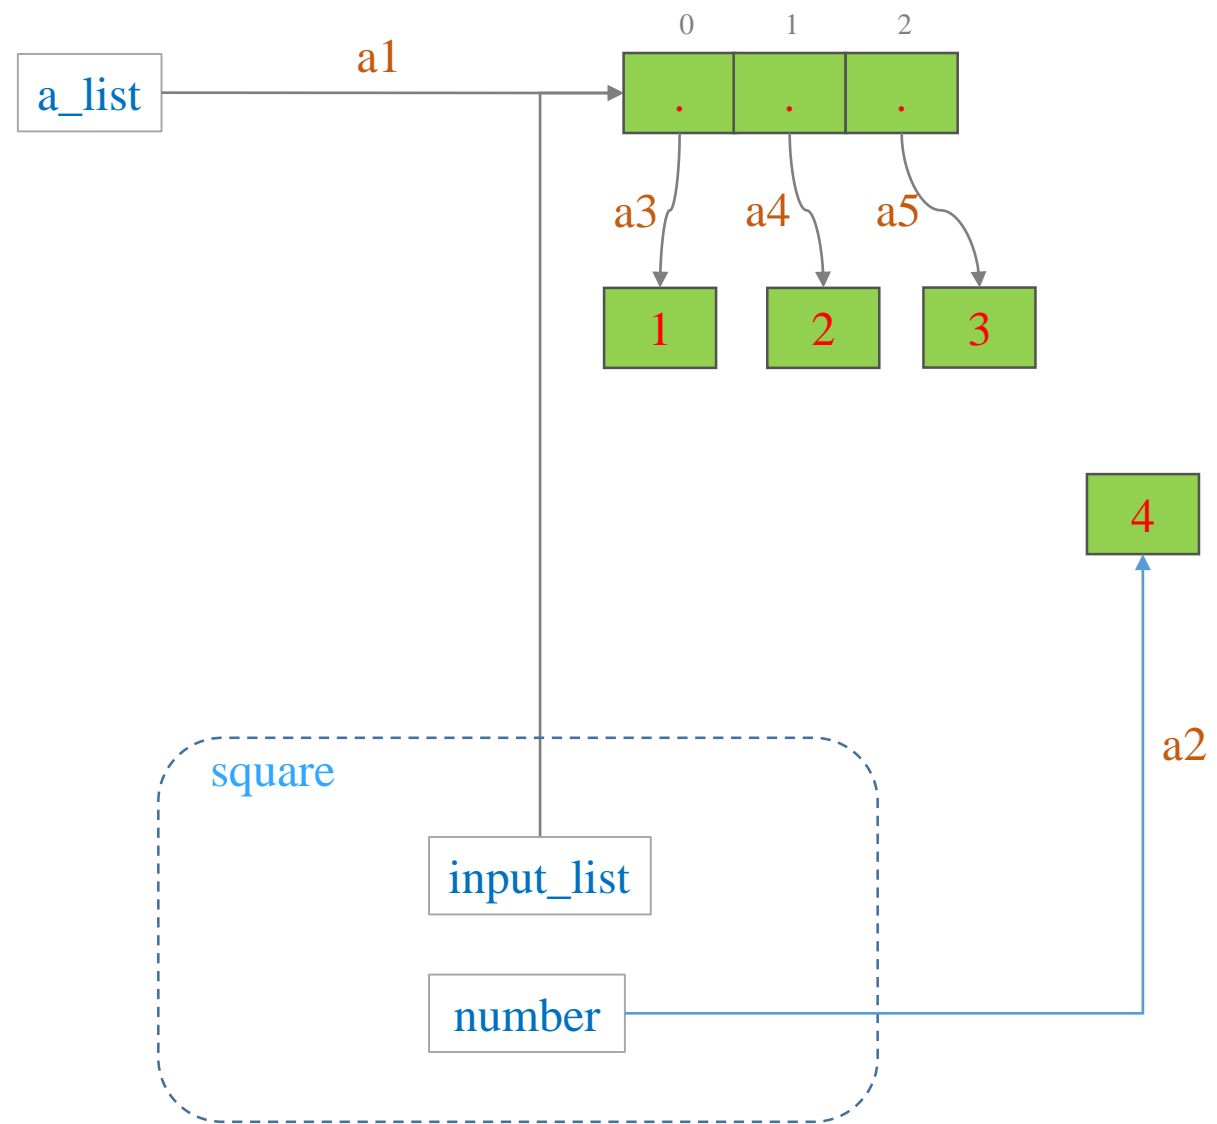 0 1 2
a_list
a1
. . .
a3 a4 a5
1 2 3
4
a2
square
input_list
number